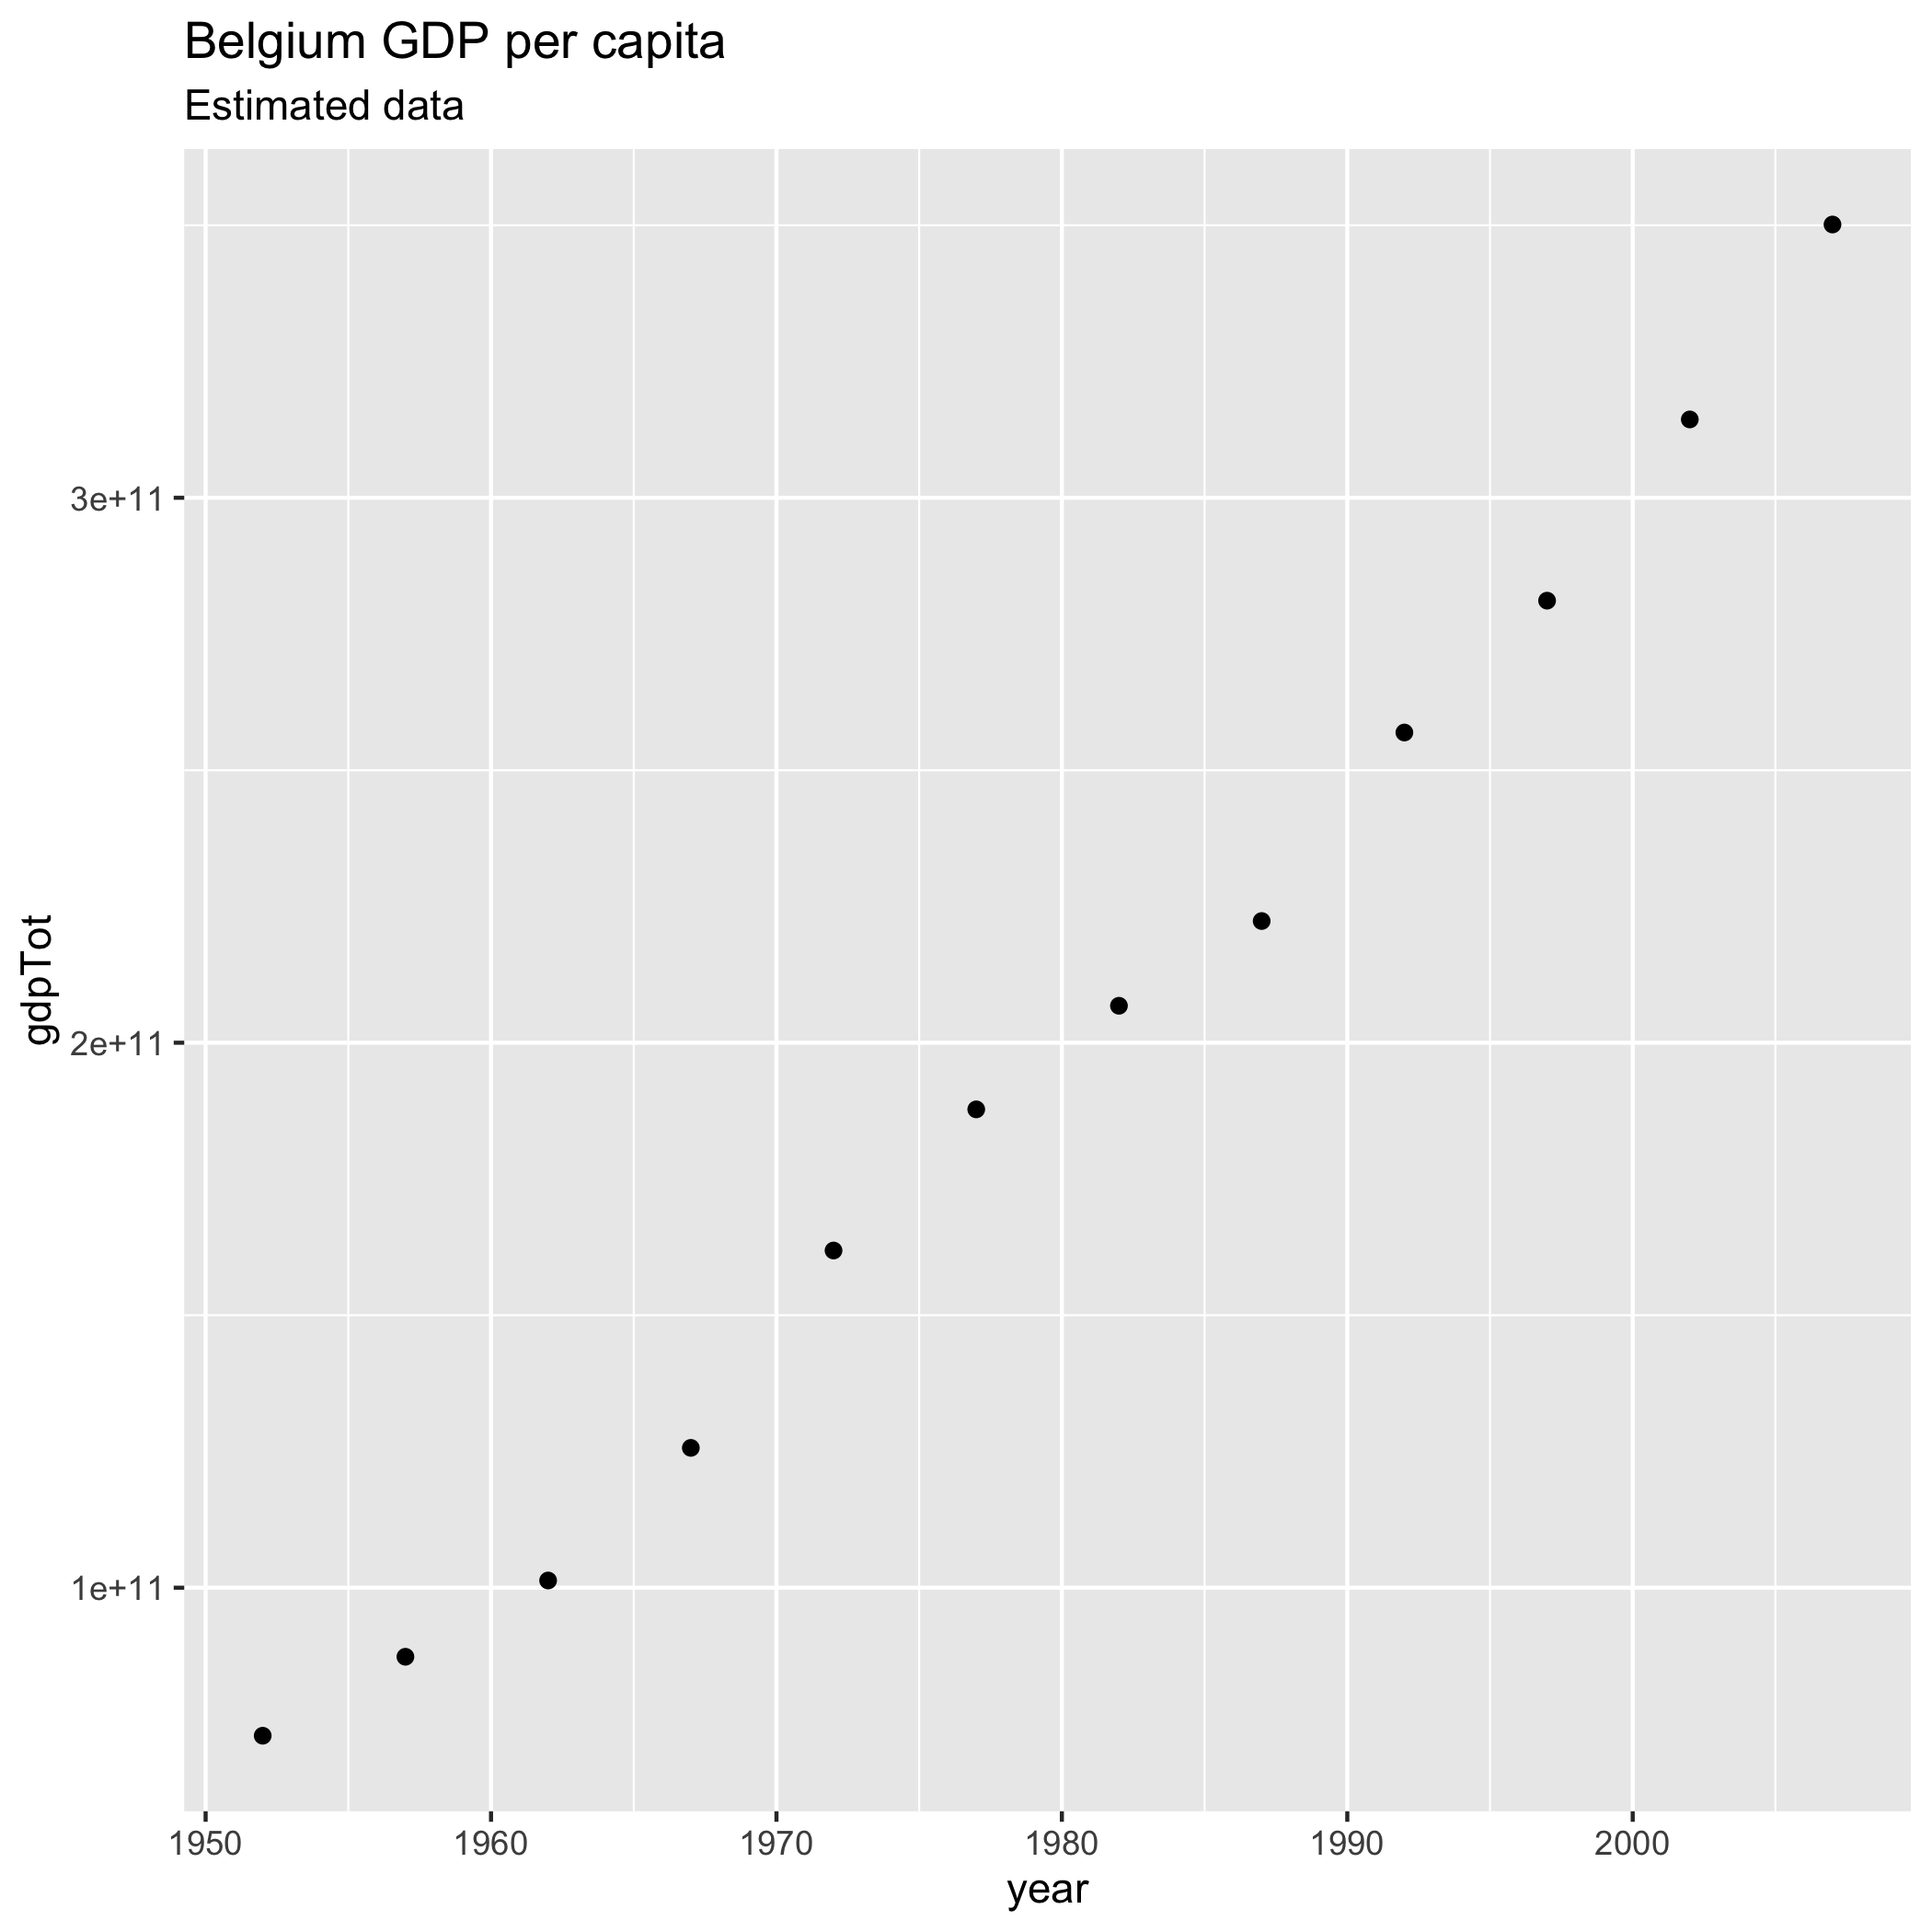 Belgium GDP per capita
Estimated data
gdpTot
3e+11
2e+11
1e+11
1950 1960 1970 1980 1990 2000
year